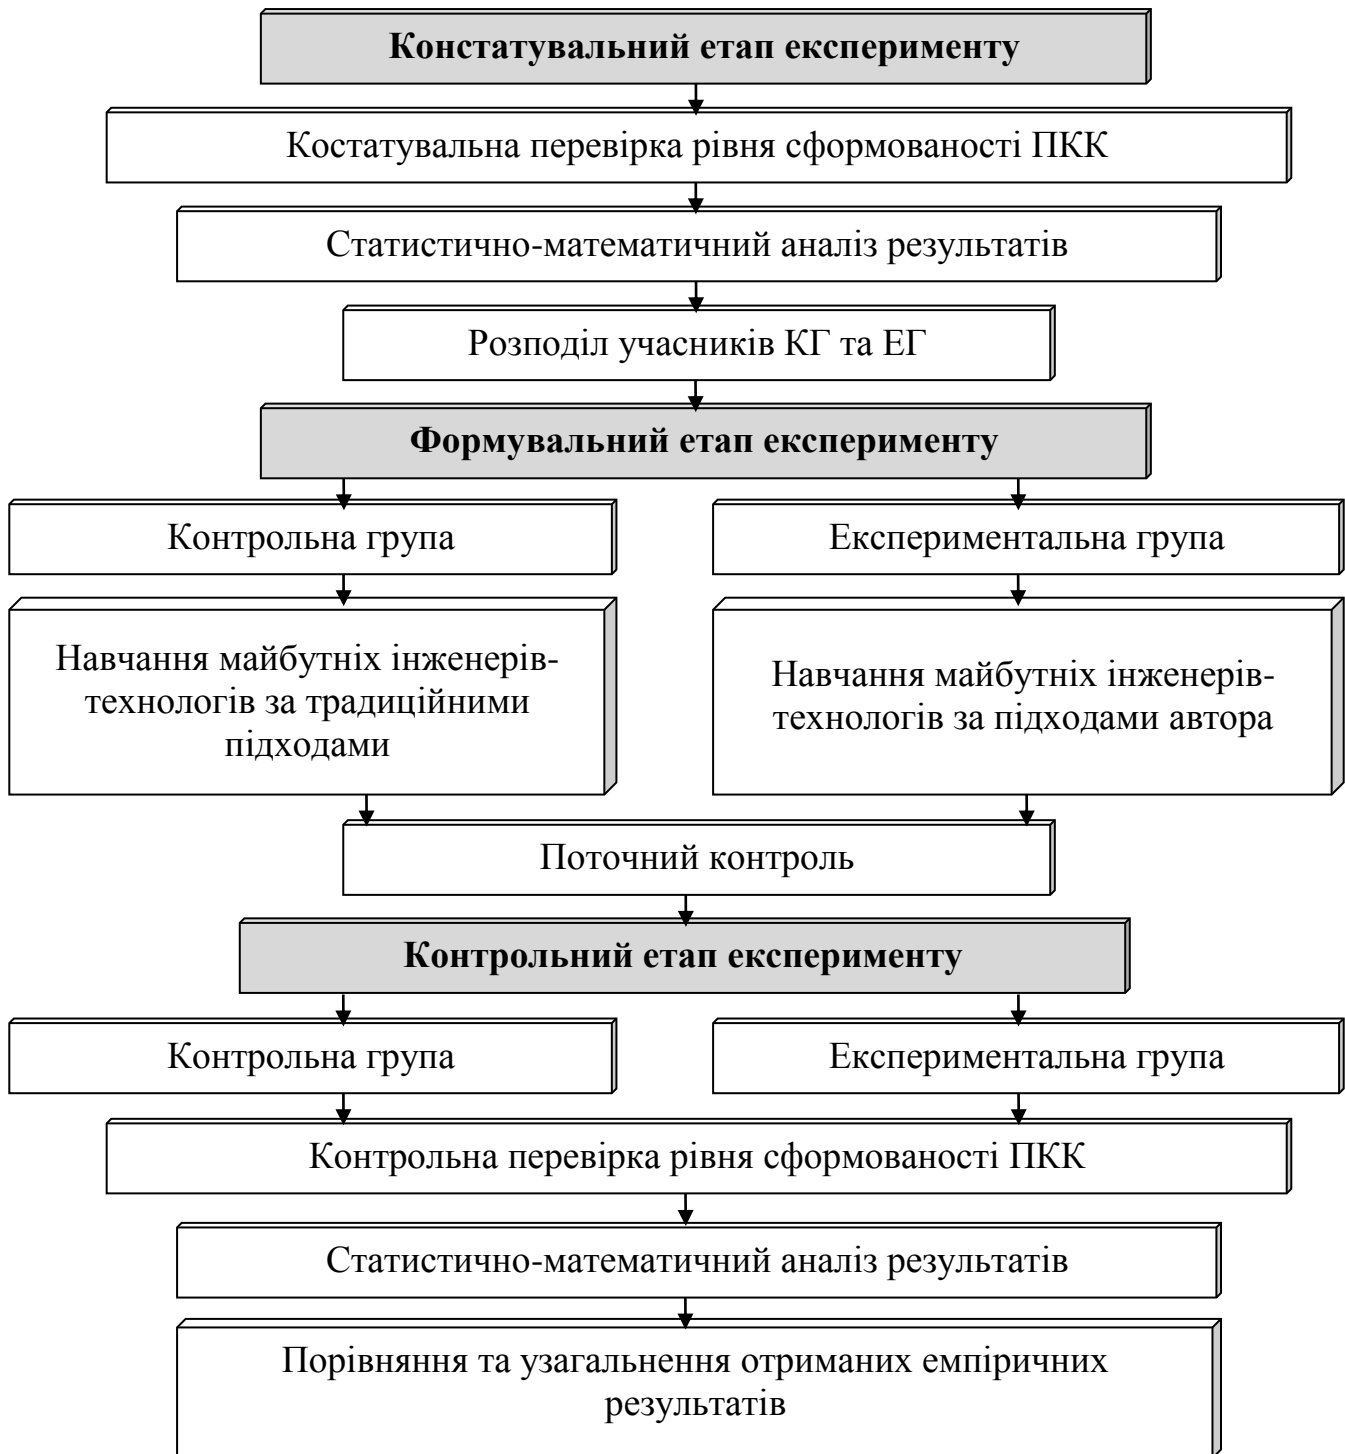 Констатувальний етап експерименту
Костатувальна перевірка рівня сформованості ПКК
Статистично-математичний аналіз результатів
Розподіл учасників КГ та ЕГ
Формувальний етап експерименту
Контрольна група
Експериментальна група
Навчання майбутніх інженерів-
технологів за традиційними
підходами
Навчання майбутніх інженерів-
технологів за підходами автора
Поточний контроль
Контрольний етап експерименту
Контрольна група
Експериментальна група
Контрольна перевірка рівня сформованості ПКК
Статистично-математичний аналіз результатів
Порівняння та узагальнення отриманих емпіричних
результатів